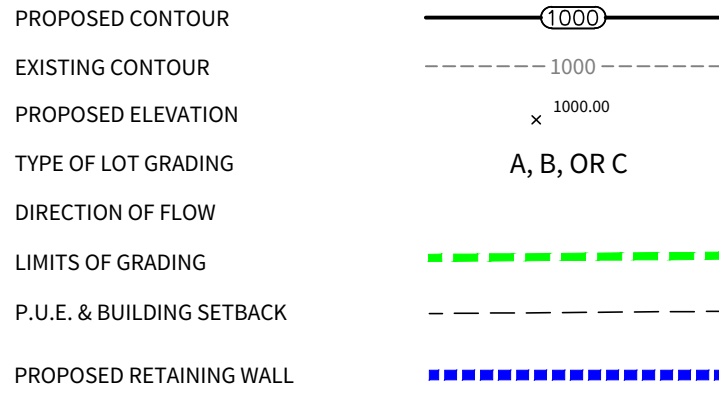 PROPOSED CONTOUR 1000
EXISTING CONTOUR 1000
PROPOSED ELEVATION × 1000.00
TYPE OF LOT GRADING A, B, OR C
DIRECTION OF FLOW
LIMITS OF GRADING
P.U.E. & BUILDING SETBACK
PROPOSED RETAINING WALL